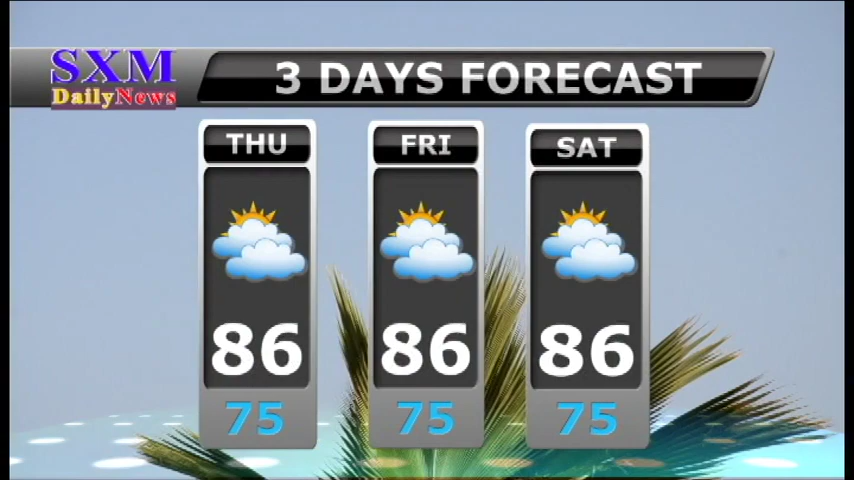 SXM
DailyNews
3 DAYS FORECAST
THU
FRI
SAT
86
86
86
75
75
75